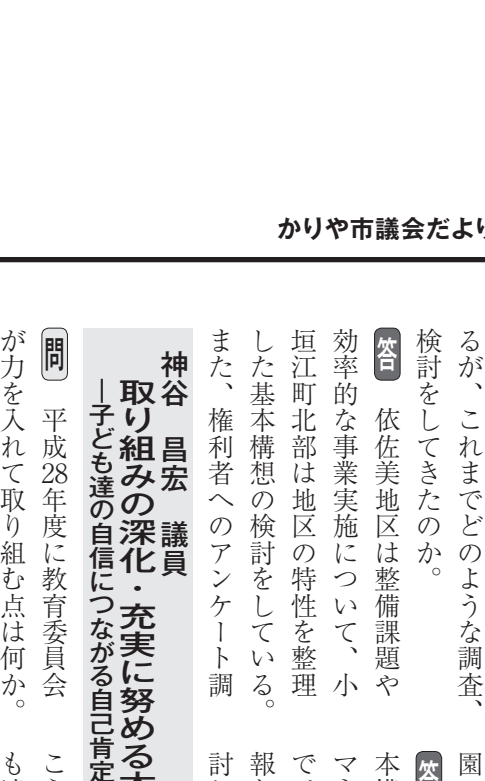 かりや市議会だより
るが、これまでどのような調査、
検討をしてきたのか。
答 依佐美地区は整備課題や
効率的な事業実施について、小
垣江町北部は地区の特性を整理
した基本構想の検討をしている。
また、権利者へのアンケート調
神谷 昌宏 議員
取り組みの深化・充実に努める
―子ども達の自信につながる自己肯定
問 平成28年度に教育委員会
が力を入れて取り組む点は何か。
園
答
本
マ
で
報
討
こ
も